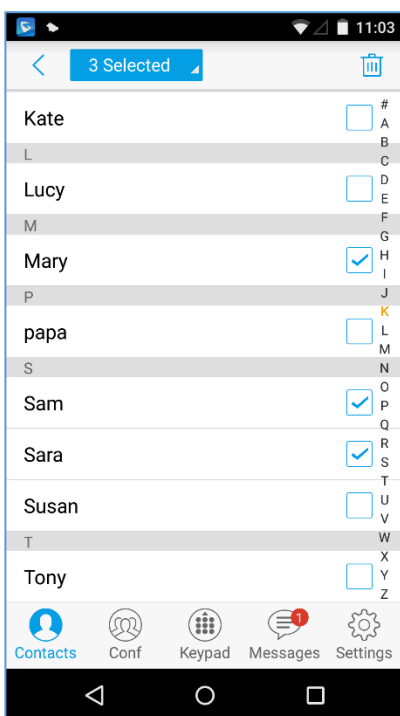 11:03
3 Selected
Kate
L
Lucy
M
Mary
P
papa
S
Sam
Sara
Susan
T
Tony
#
A
B
C
D
E
F
G
H
I
J
K
L
M
N
O
P
Q
R
S
T
U
V
W
X
Y
Z
1
Contacts Conf Keypad Messages Settings